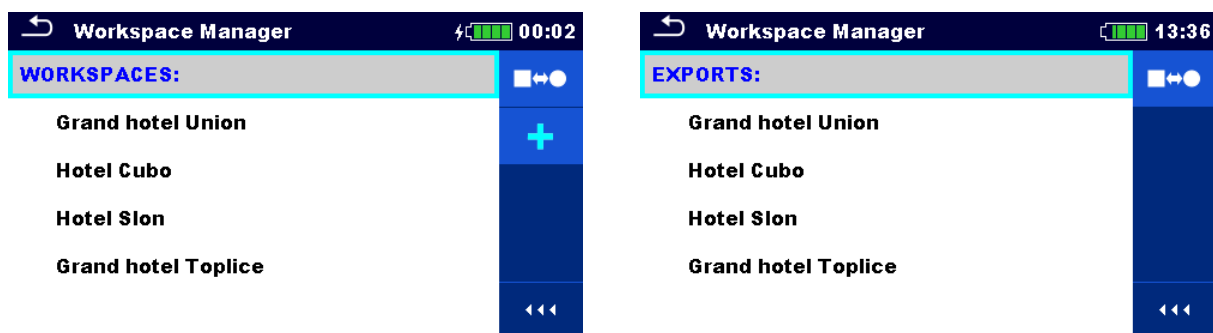 Workspace Manager 00:02
WORKSPACES:
Grand hotel Union
Hotel Cubo
Hotel Slon
Grand hotel Toplice
Workspace Manager 13:36
EXPORTS:
Grand hotel Union
Hotel Cubo
Hotel Slon
Grand hotel Toplice